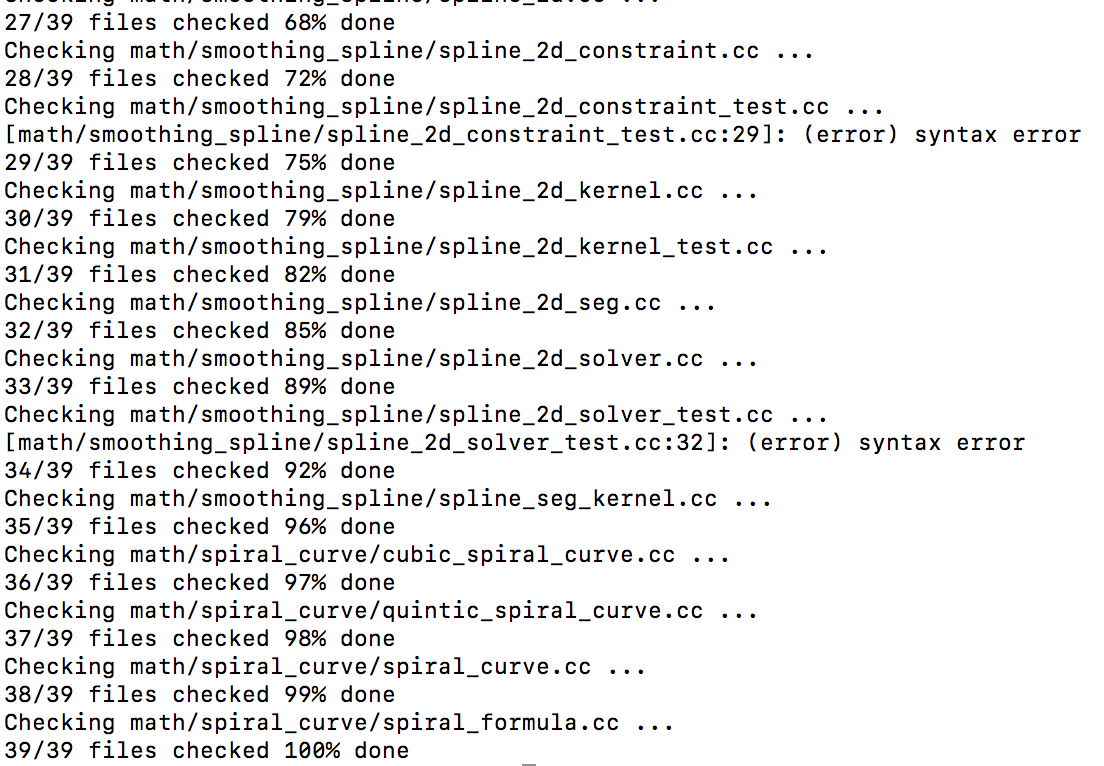 Checking math/smoothing_spline/spline_2d.cc ...
27/39 files checked 68% done
Checking math/smoothing_spline/spline_2d_constraint.cc ...
28/39 files checked 72% done
Checking math/smoothing_spline/spline_2d_constraint_test.cc ...
[math/smoothing_spline/spline_2d_constraint_test.cc:29]: (error) syntax error
29/39 files checked 75% done
Checking math/smoothing_spline/spline_2d_kernel.cc ...
30/39 files checked 79% done
Checking math/smoothing_spline/spline_2d_kernel_test.cc ...
31/39 files checked 82% done
Checking math/smoothing_spline/spline_2d_seg.cc ...
32/39 files checked 85% done
Checking math/smoothing_spline/spline_2d_solver.cc ...
33/39 files checked 89% done
Checking math/smoothing_spline/spline_2d_solver_test.cc ...
[math/smoothing_spline/spline_2d_solver_test.cc:32]: (error) syntax error
34/39 files checked 92% done
Checking math/smoothing_spline/spline_seg_kernel.cc ...
35/39 files checked 96% done
Checking math/spiral_curve/cubic_spiral_curve.cc ...
36/39 files checked 97% done
Checking math/spiral_curve/quintic_spiral_curve.cc ...
37/39 files checked 98% done
Checking math/spiral_curve/spiral_curve.cc ...
38/39 files checked 99% done
Checking math/spiral_curve/spiral_formula.cc ...
39/39 files checked 100% done